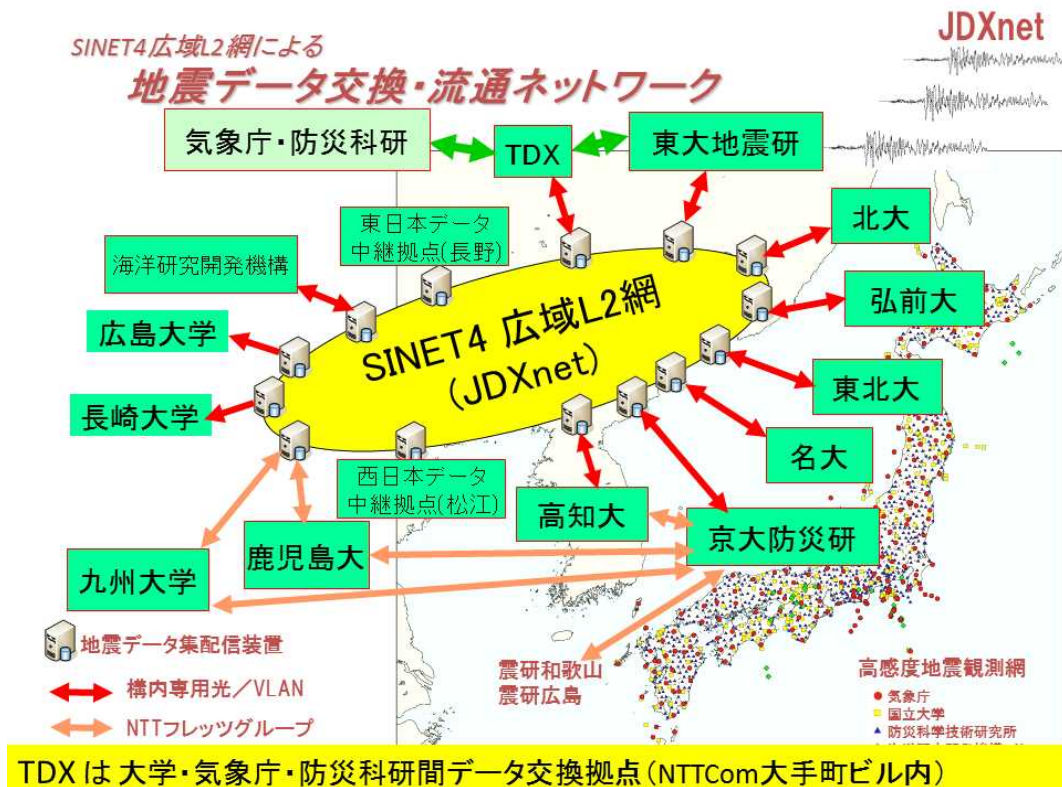 SINET4広域L2網による
地震データ交換・流通ネットワーク
JDXnet
気象庁・防災科研
TDX
東大地震研
東日本データ
中継拠点(長野)
北大
海洋研究開発機構
弘前大
広島大学
SINET4 広域L2網
(JDXnet)
東北大
長崎大学
名大
西日本データ
中継拠点(松江)
高知大
京大防災研
鹿児島大
九州大学
地震データ集配信装置
構内専用光／VLAN
NTTフレッツグループ
震研和歌山
震研広島
高感度地震観測網
気象庁
国立大学
防災科学技術研究所
TDX は 大学・気象庁・防災科研間データ交換拠点（NTTCom大手町ビル内）